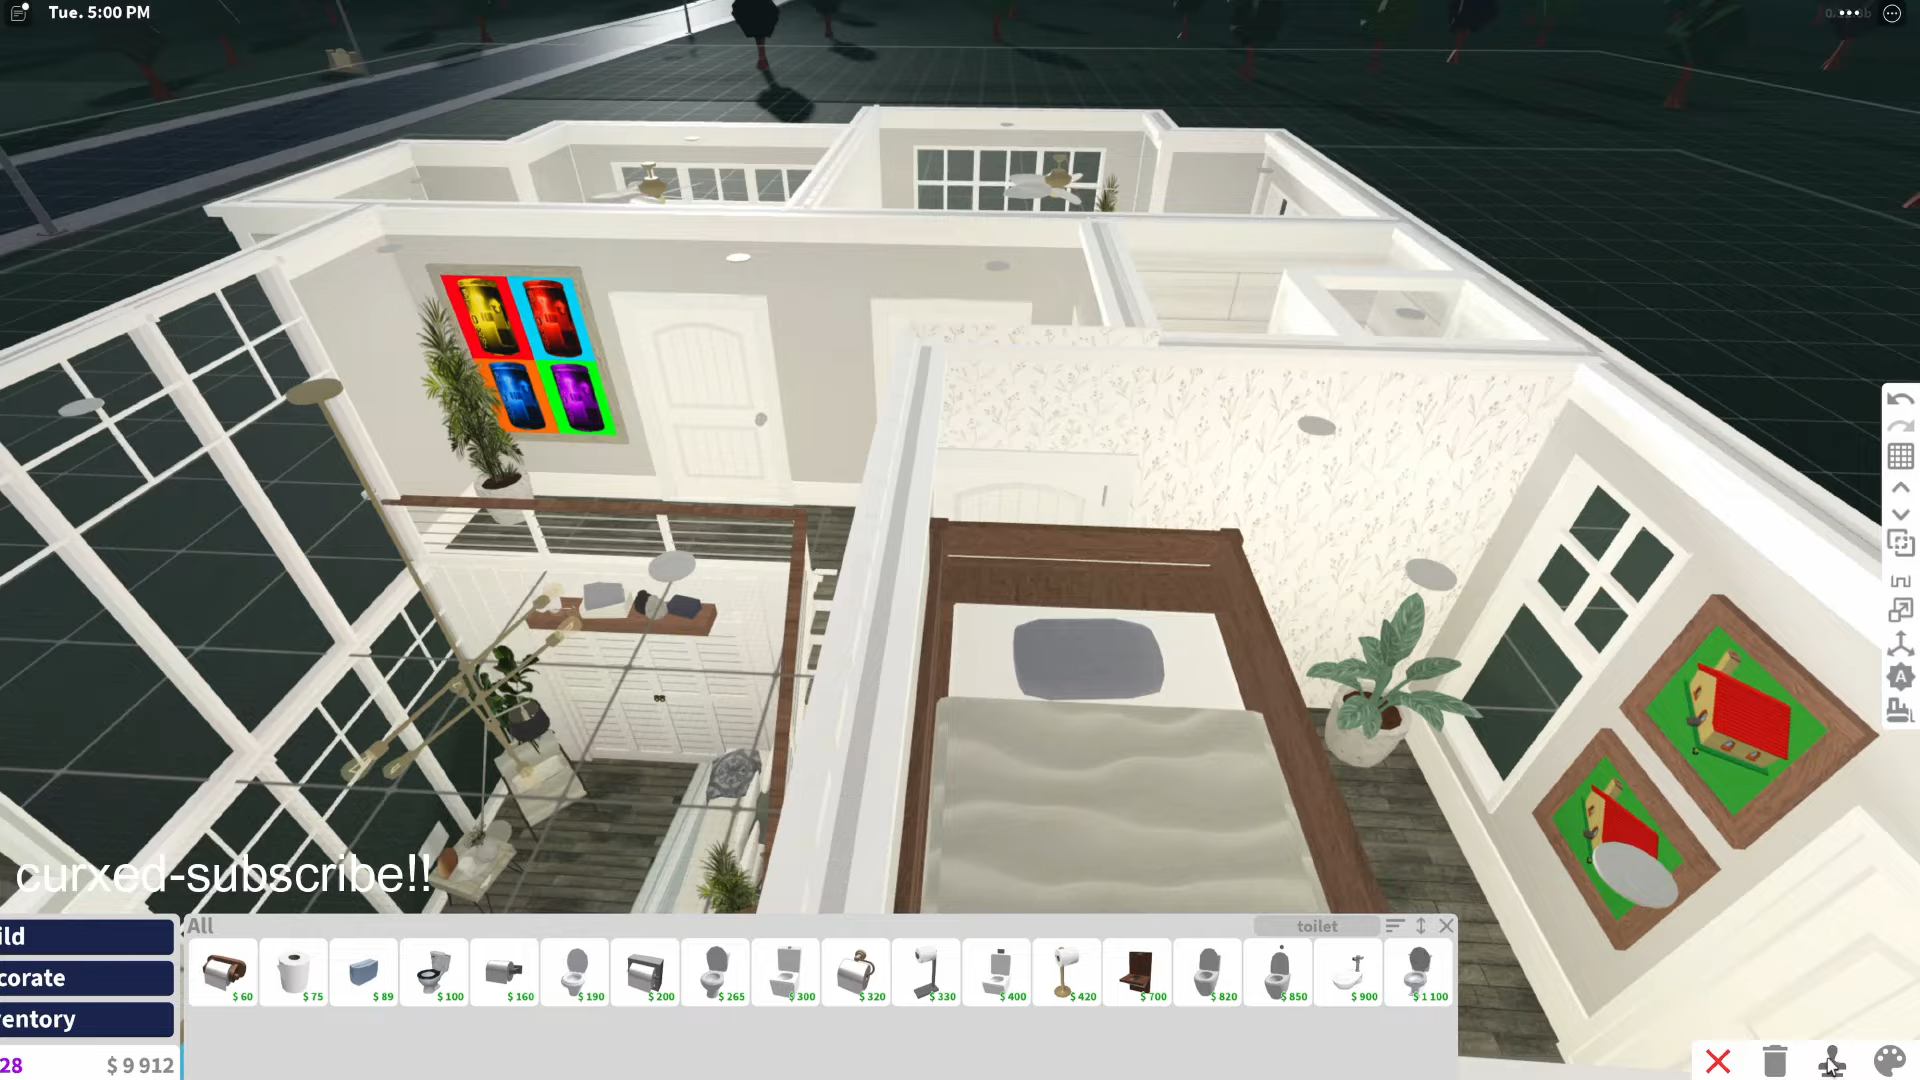 Tue. 5:00 PM
curxed-subscribe!!
ild
All
toilet
corate
$ 60
$ 75
$ 89
$ 100
$ 160
$ 190
$ 200
$ 265
$ 300
$ 320
$ 330
$ 400
$ 420
$ 700
$ 820
$ 850
$ 900
$ 1 100
entory
28
$ 9 912
A